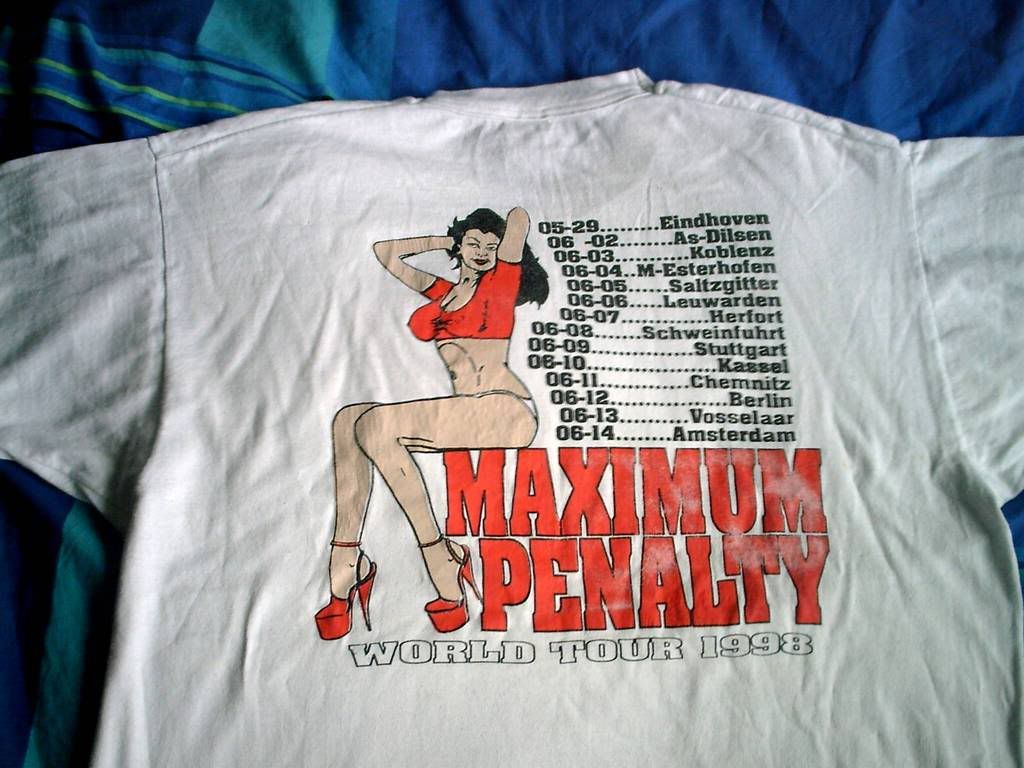 05-29.........Eindhoven
06 -02........As-Dilsen
06-03...........Koblenz
06-04..M-Esterhofen
06-05......Saltzgitter
06-06.....Leuwarden
06-07.............Herfort
06-08.......Schweinfuhrt
06-09...............Stuttgart
06-10...................Kassel
06-11.............Chemnitz
06-12.................Berlin
06-13..........Vosselaar
06-14........Amsterdam
MAXIMUM
PENALTY
WORLD TOUR 1998